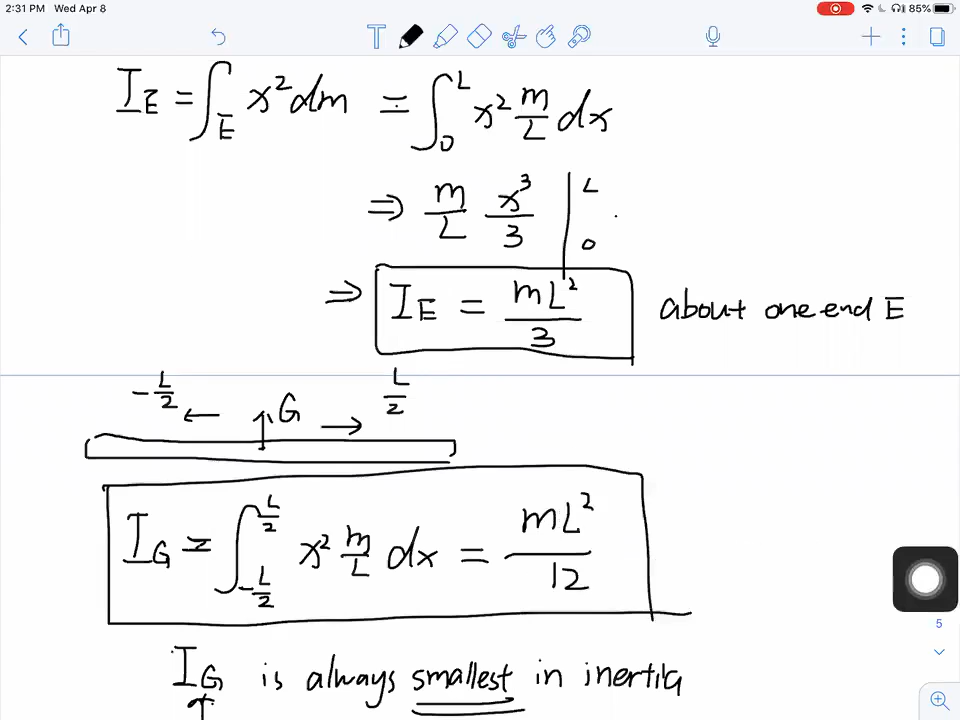 2:31 PM Wed Apr 8 85%
I_E = ∫_E x² dm = ∫_0^L x² m/L dx
⇒ m/L x³/3 |_0^L
⇒ I_E = mL²/3 about one end E
-L/2 ← G → L/2
I_G = ∫_{-L/2}^{L/2} x² m/L dx = mL²/12
5
I_G is always smallest in inertia